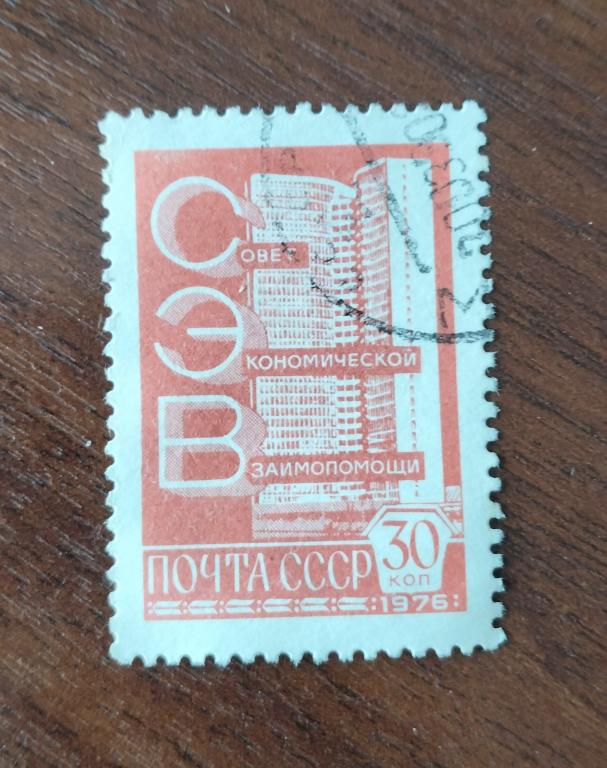 СОВЕТ
ЭКОНОМИЧЕСКОЙ
ВЗАИМОПОМОЩИ
ПОЧТА СССР
30
КОП
1976